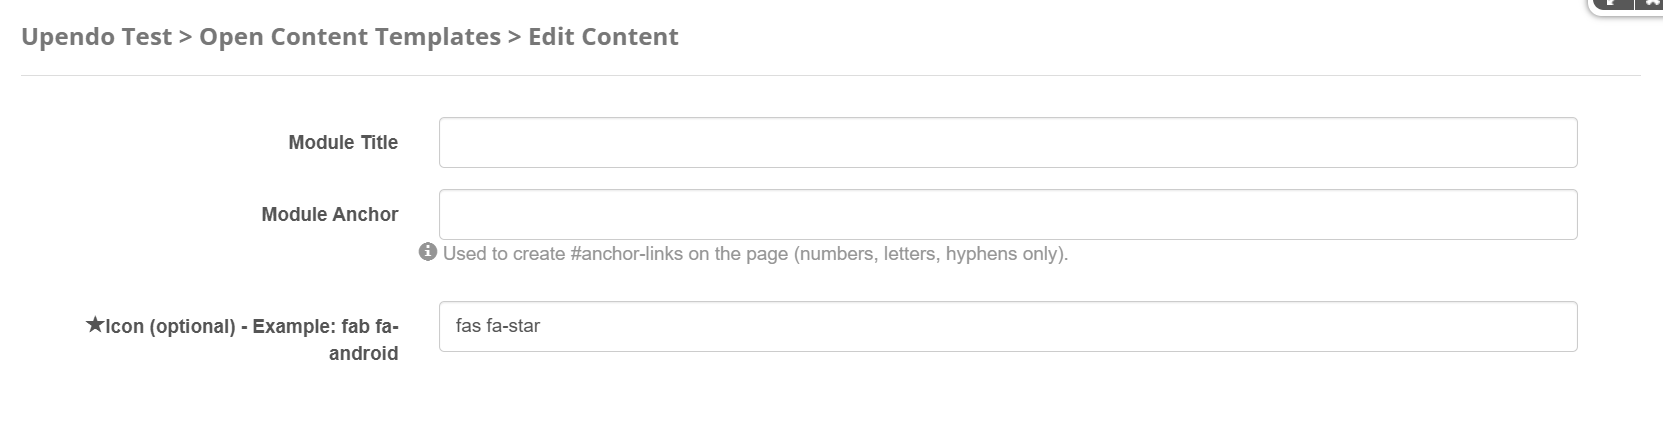 Upendo Test > Open Content Templates > Edit Content
Module Title
Module Anchor
Used to create #anchor-links on the page (numbers, letters, hyphens only).
Icon (optional) - Example: fab fa-
android
fas fa-star